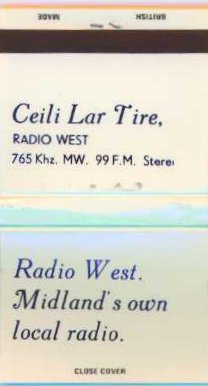 MADE BRITISH
Ceili Lar Tire,
RADIO WEST
765 Khz. MW. 99 F.M. Stereo
Radio West.
Midland's own
local radio.
CLOSE COVER